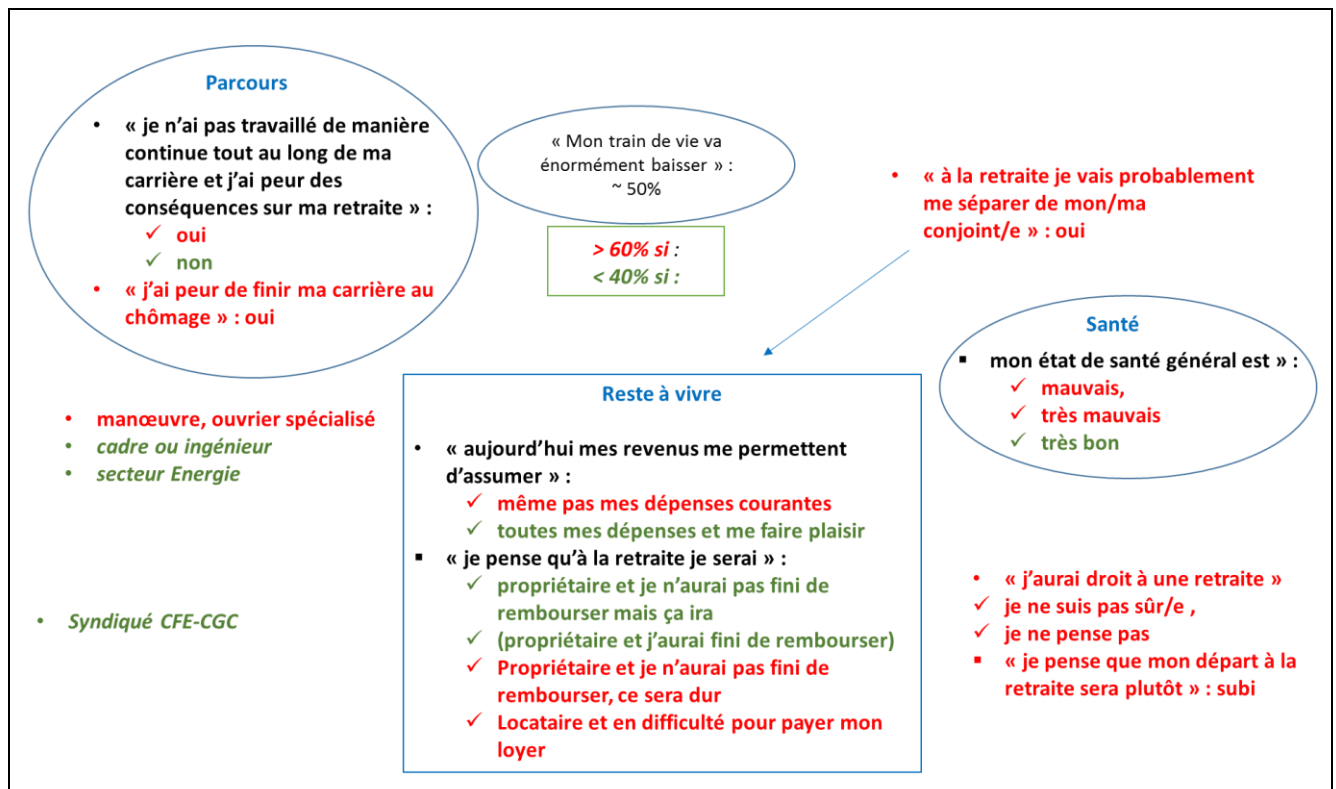 Parcours
• « je n’ai pas travaillé de manière
continue tout au long de ma
carrière et j’ai peur des
conséquences sur ma retraite » :
✓ oui
✓ non
• « j’ai peur de finir ma carrière au
chômage » : oui
« Mon train de vie va
énormément baisser » :
~ 50%
> 60% si :
< 40% si :
• « à la retraite je vais probablement
me séparer de mon/ma
conjoint/e » : oui
Santé
▪ mon état de santé général est » :
✓ mauvais,
✓ très mauvais
✓ très bon
• manœuvre, ouvrier spécialisé
• cadre ou ingénieur
• secteur Energie
• Syndiqué CFE-CGC
Reste à vivre
• « aujourd’hui mes revenus me permettent
d’assumer » :
✓ même pas mes dépenses courantes
✓ toutes mes dépenses et me faire plaisir
▪ « je pense qu’à la retraite je serai » :
✓ propriétaire et je n’aurai pas fini de
rembourser mais ça ira
✓ (propriétaire et j’aurai fini de rembourser)
✓ Propriétaire et je n’aurai pas fini de
rembourser, ce sera dur
✓ Locataire et en difficulté pour payer mon
loyer
• « j’aurai droit à une retraite »
✓ je ne suis pas sûr/e ,
✓ je ne pense pas
▪ « je pense que mon départ à la
retraite sera plutôt » : subi